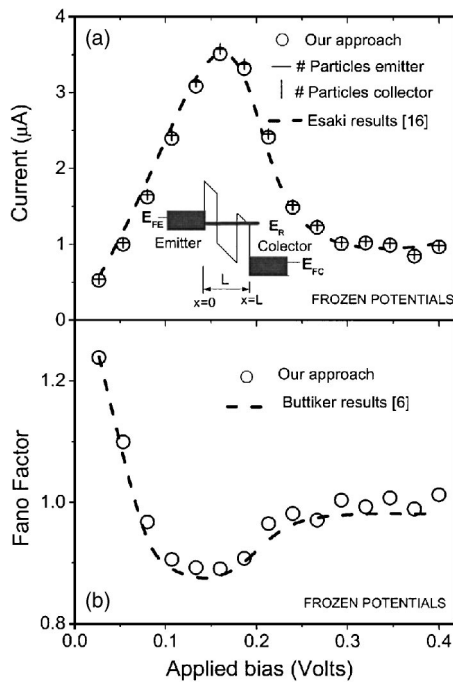 (a)
Our approach
# Particles emitter
# Particles collector
Esaki results [16]
Current (μA)
4
3
2
1
0
E_FE
Emitter
E_R
Colector
E_FC
L
x=0 x=L
FROZEN POTENTIALS
Our approach
Buttiker results [6]
Fano Factor
1.2
1.0
0.8
(b)
FROZEN POTENTIALS
0.0 0.1 0.2 0.3 0.4
Applied bias (Volts)